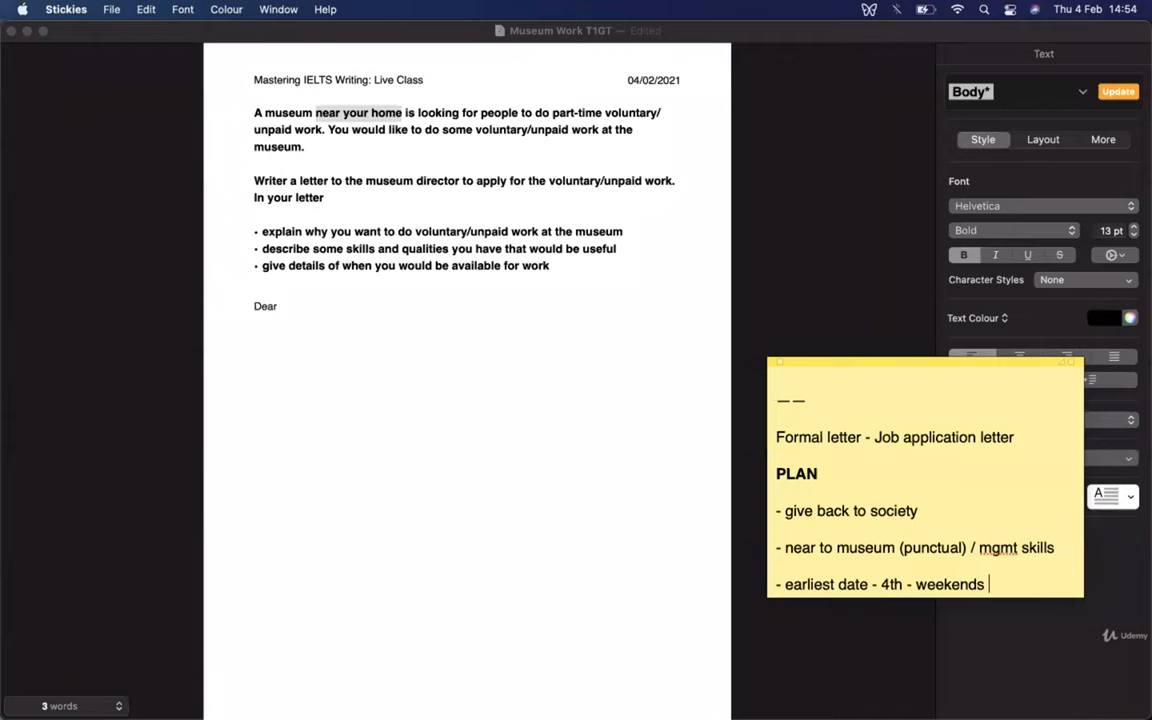 Stickies File Edit Font Colour Window Help Thu 4 Feb 14:54
Museum Work T1GT — Edited
Text
Mastering IELTS Writing: Live Class 04/02/2021
Body* Update
A museum near your home is looking for people to do part-time voluntary/
unpaid work. You would like to do some voluntary/unpaid work at the
museum.
Style Layout More
Writer a letter to the museum director to apply for the voluntary/unpaid work.
In your letter
Font
Helvetica
• explain why you want to do voluntary/unpaid work at the museum
Bold 13 pt
• describe some skills and qualities you have that would be useful
B I U S
• give details of when you would be available for work
Character Styles None
Dear
Text Colour
— —
Formal letter - Job application letter
PLAN
- give back to society
- near to museum (punctual) / mgmt skills
- earliest date - 4th - weekends
A
Udemy
3 words